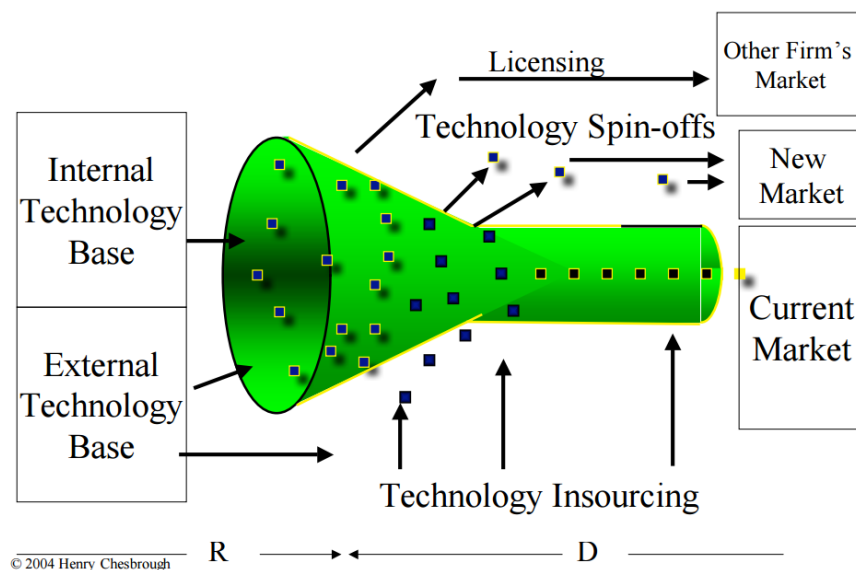 Licensing
Other Firm's
Market
Technology Spin-offs
New
Market
Internal
Technology
Base
External
Technology
Base
Current
Market
Technology Insourcing
R
D
© 2004 Henry Chesbrough